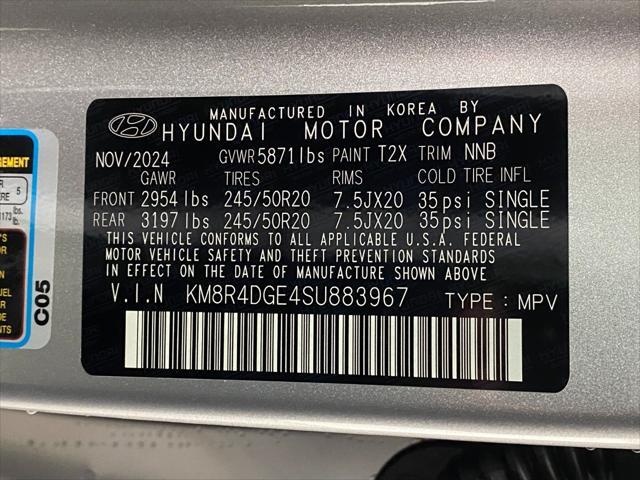 MANUFACTURED IN KOREA BY
HYUNDAI MOTOR COMPANY
NOV/2024 GVWR 5871lbs PAINT T2X TRIM NNB
GAWR TIRES RIMS COLD TIRE INFL
FRONT 2954 lbs 245/50R20 7.5JX20 35psi SINGLE
REAR 3197 lbs 245/50R20 7.5JX20 35psi SINGLE
THIS VEHICLE CONFORMS TO ALL APPLICABLE U.S.A. FEDERAL
MOTOR VEHICLE SAFETY AND THEFT PREVENTION STANDARDS
IN EFFECT ON THE DATE OF MANUFACTURE SHOWN ABOVE.
V.I.N KM8R4DGE4SU883967 TYPE : MPV
5
C05